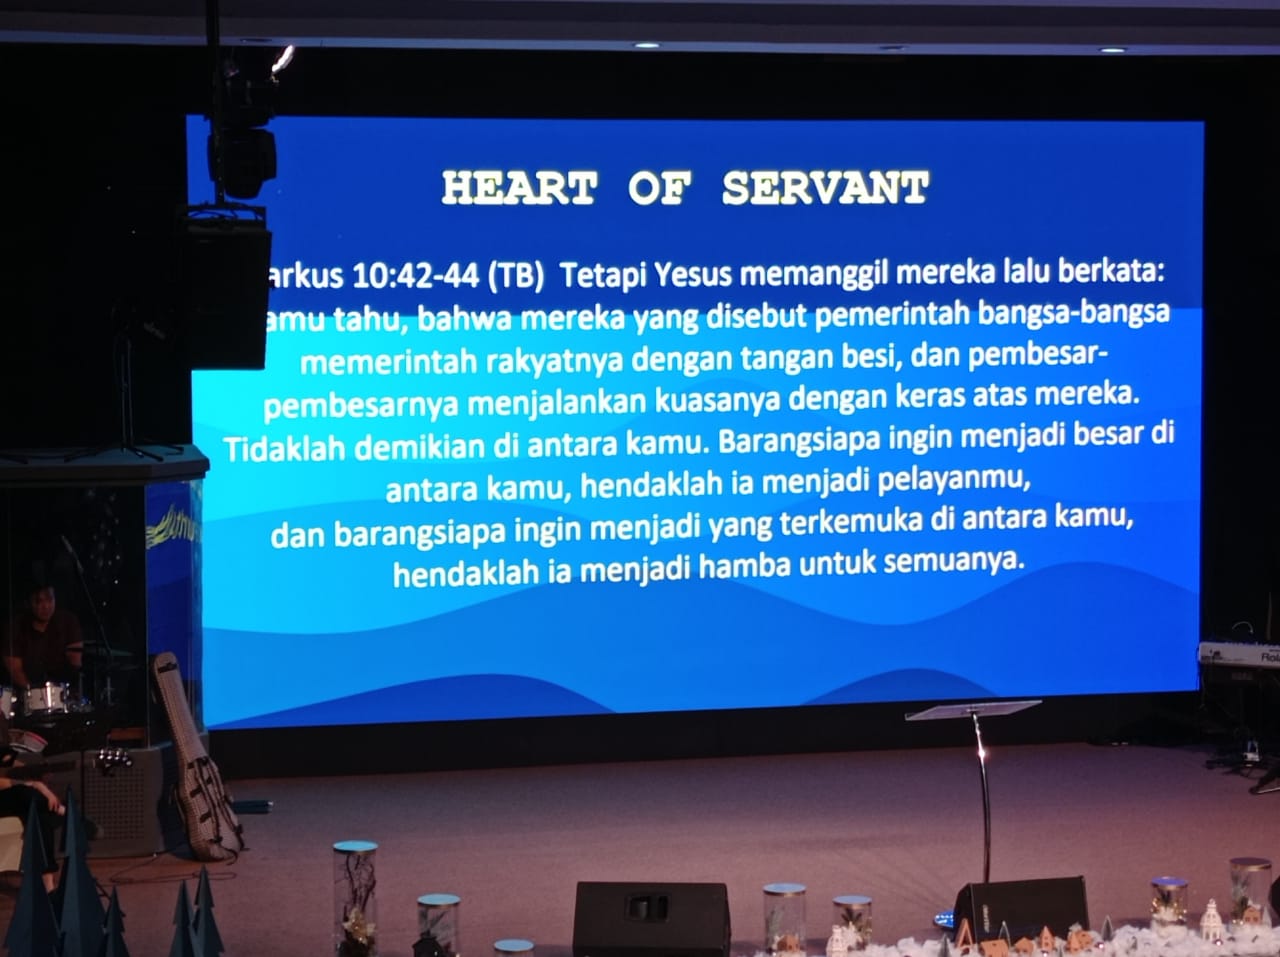 HEART OF SERVANT
arkus 10:42-44 (TB) Tetapi Yesus memanggil mereka lalu berkata:
amu tahu, bahwa mereka yang disebut pemerintah bangsa-bangsa
memerintah rakyatnya dengan tangan besi, dan pembesar-
pembesarnya menjalankan kuasanya dengan keras atas mereka.
Tidaklah demikian di antara kamu. Barangsiapa ingin menjadi besar di
antara kamu, hendaklah ia menjadi pelayanmu,
dan barangsiapa ingin menjadi yang terkemuka di antara kamu,
hendaklah ia menjadi hamba untuk semuanya.